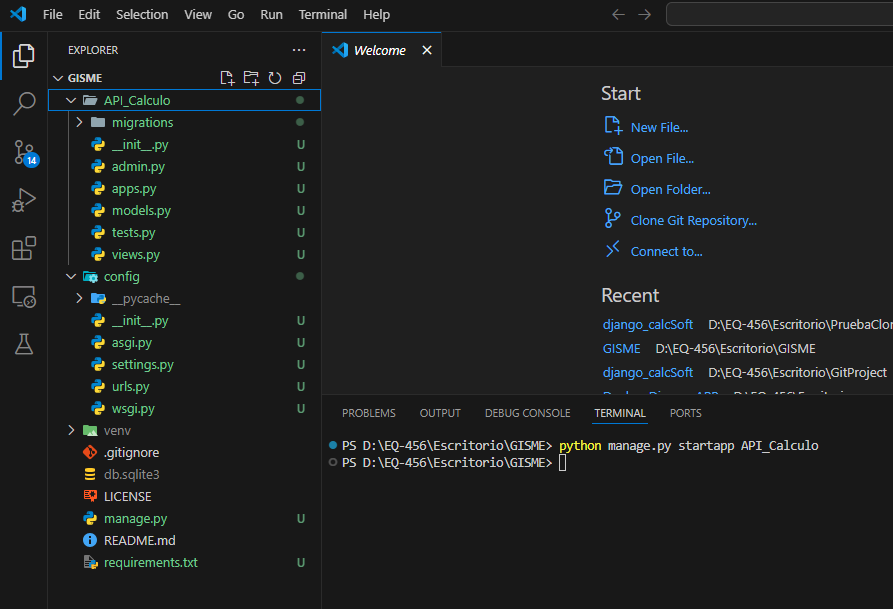 File Edit Selection View Go Run Terminal Help
EXPLORER
Welcome
GISME
API_Calculo
migrations
__init__.py U
admin.py U
apps.py U
models.py U
tests.py U
views.py U
config
__pycache__
__init__.py U
asgi.py U
settings.py U
urls.py U
wsgi.py U
venv
.gitignore
db.sqlite3
LICENSE
manage.py U
README.md
requirements.txt U
14
Start
New File...
Open File...
Open Folder...
Clone Git Repository...
Connect to...
Recent
django_calcSoft D:\EQ-456\Escritorio\PruebaClon
GISME D:\EQ-456\Escritorio\GISME
django_calcSoft D:\EQ-456\Escritorio\GitProject
PROBLEMS OUTPUT DEBUG CONSOLE TERMINAL PORTS
PS D:\EQ-456\Escritorio\GISME> python manage.py startapp API_Calculo
PS D:\EQ-456\Escritorio\GISME>